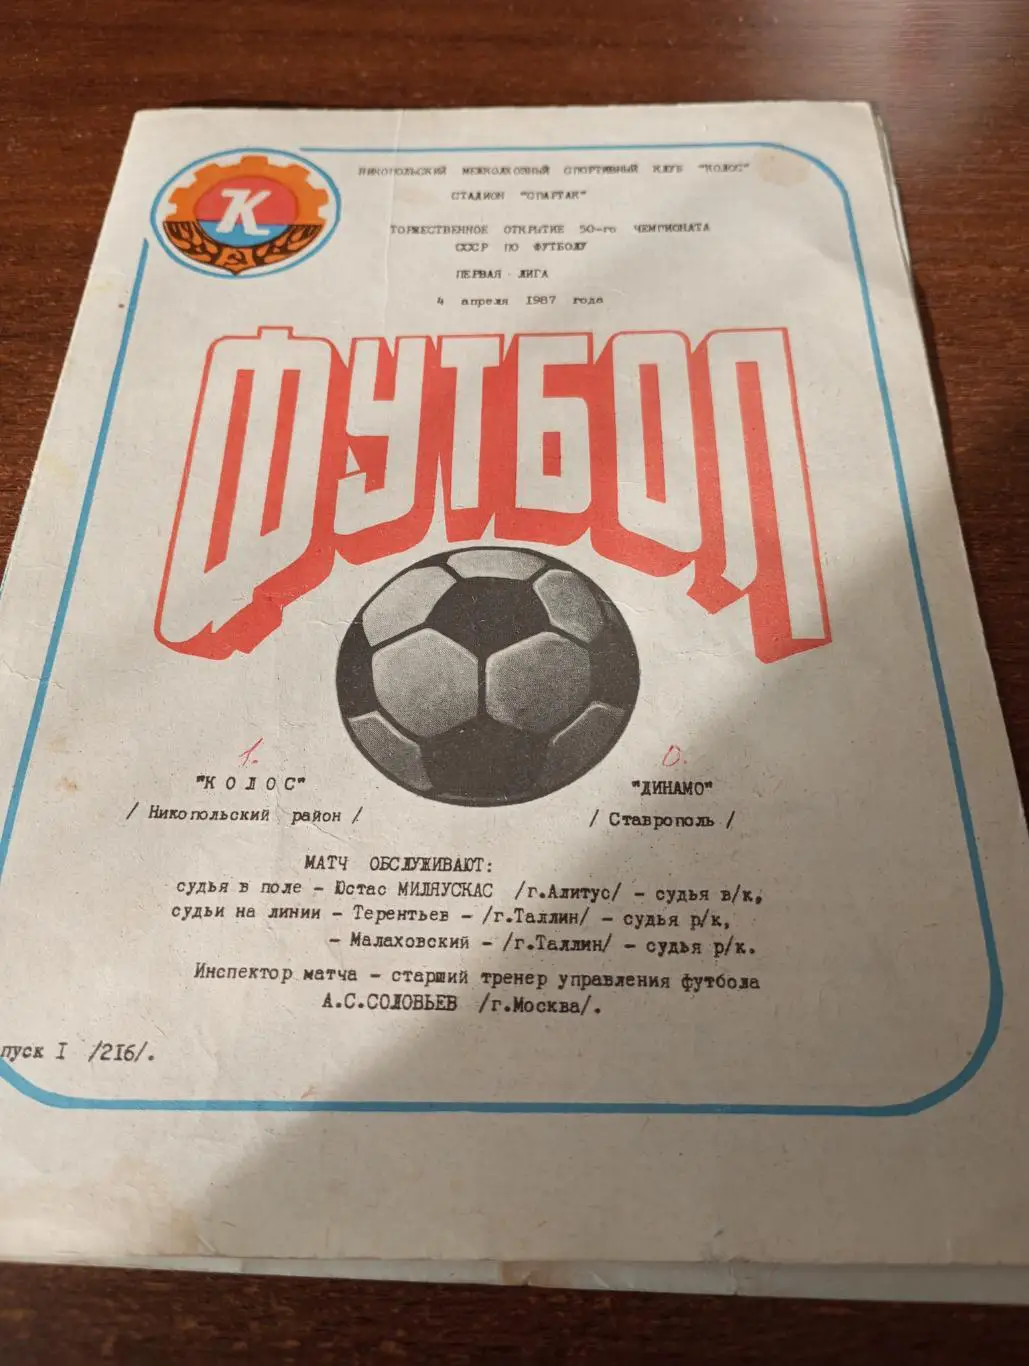 К
НИКОПОЛЬСКИЙ МЕЖКОЛХОЗНЫЙ СПОРТИВНЫЙ КЛУБ "КОЛОС"
СТАДИОН "СПАРТАК"
ТОРЖЕСТВЕННОЕ ОТКРЫТИЕ 50-го ЧЕМПИОНАТА
СССР ПО ФУТБОЛУ
ПЕРВАЯ ЛИГА
4 апреля 1987 года
ФУТБОЛ
1. 0.
"КОЛОС" "ДИНАМО"
/ Никопольский район / / Ставрополь /
МАТЧ ОБСЛУЖИВАЮТ:
судья в поле - Юстас МИЛЯУСКАС /г.Алитус/ - судья в/к,
судьи на линии - Терентьев - /г.Таллин/ - судья р/к,
- Малаховский - /г.Таллин/ - судья р/к.
Инспектор матча - старший тренер управления футбола
А.С.СОЛОВЬЕВ /г.Москва/.
пуск I /216/.